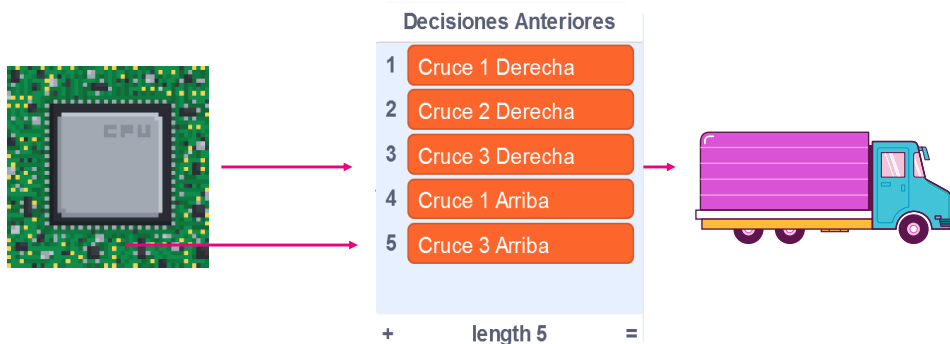 Decisiones Anteriores
1 Cruce 1 Derecha
2 Cruce 2 Derecha
CPU
3 Cruce 3 Derecha
4 Cruce 1 Arriba
5 Cruce 3 Arriba
+ length 5 =